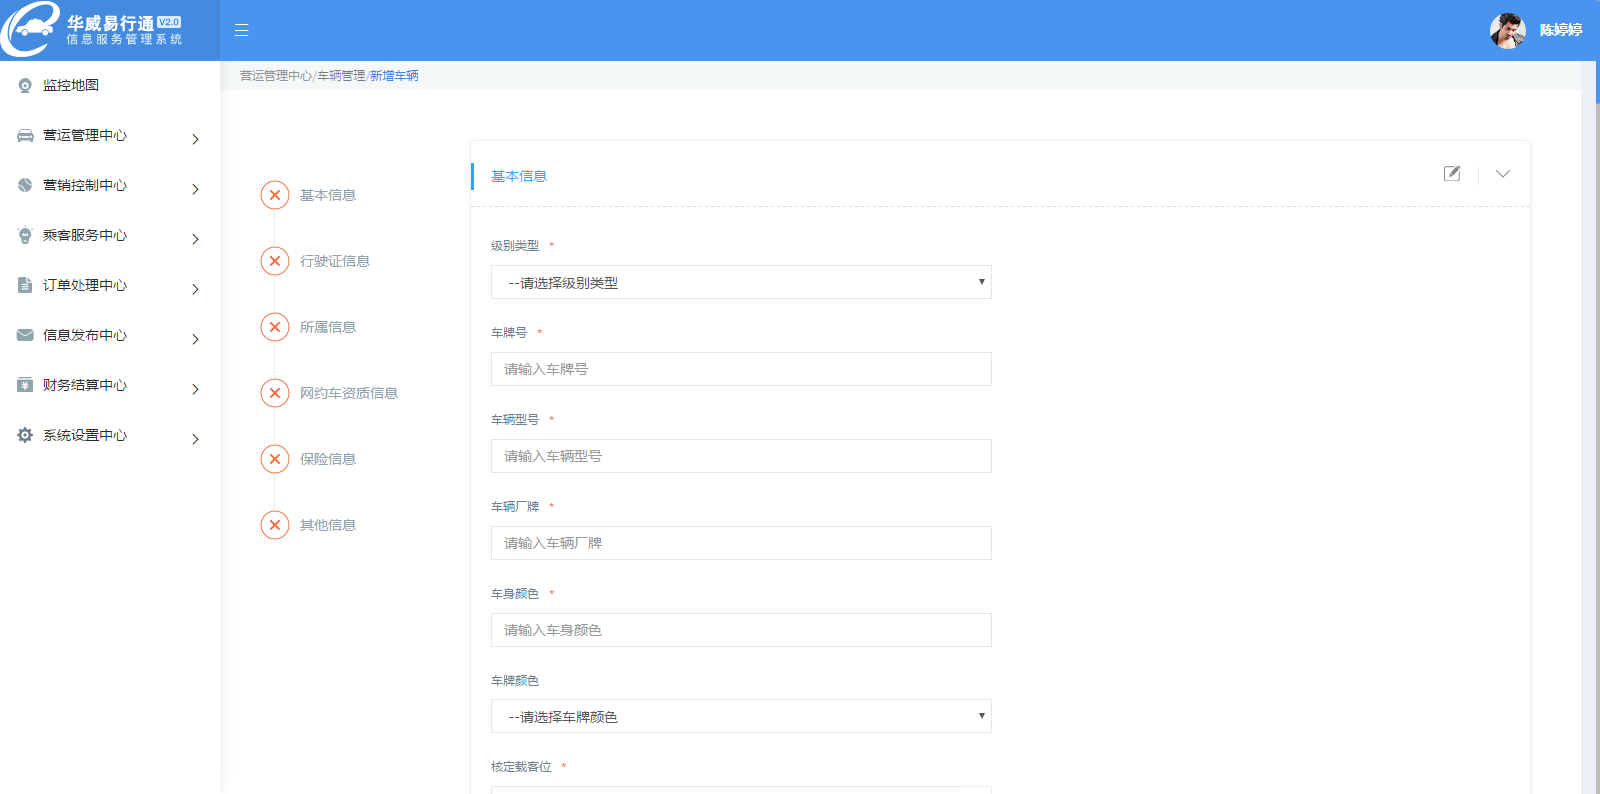 华威易行通 V2.0
信息服务管理系统
陈婷婷
营运管理中心/车辆管理/新增车辆
监控地图
营运管理中心
营销控制中心
乘客服务中心
订单处理中心
信息发布中心
财务结算中心
系统设置中心
基本信息
行驶证信息
所属信息
网约车资质信息
保险信息
其他信息
基本信息
级别类型 *
--请选择级别类型
车牌号 *
请输入车牌号
车辆型号 *
请输入车辆型号
车辆厂牌 *
请输入车辆厂牌
车身颜色 *
请输入车身颜色
车牌颜色
--请选择车牌颜色
核定载客位 *